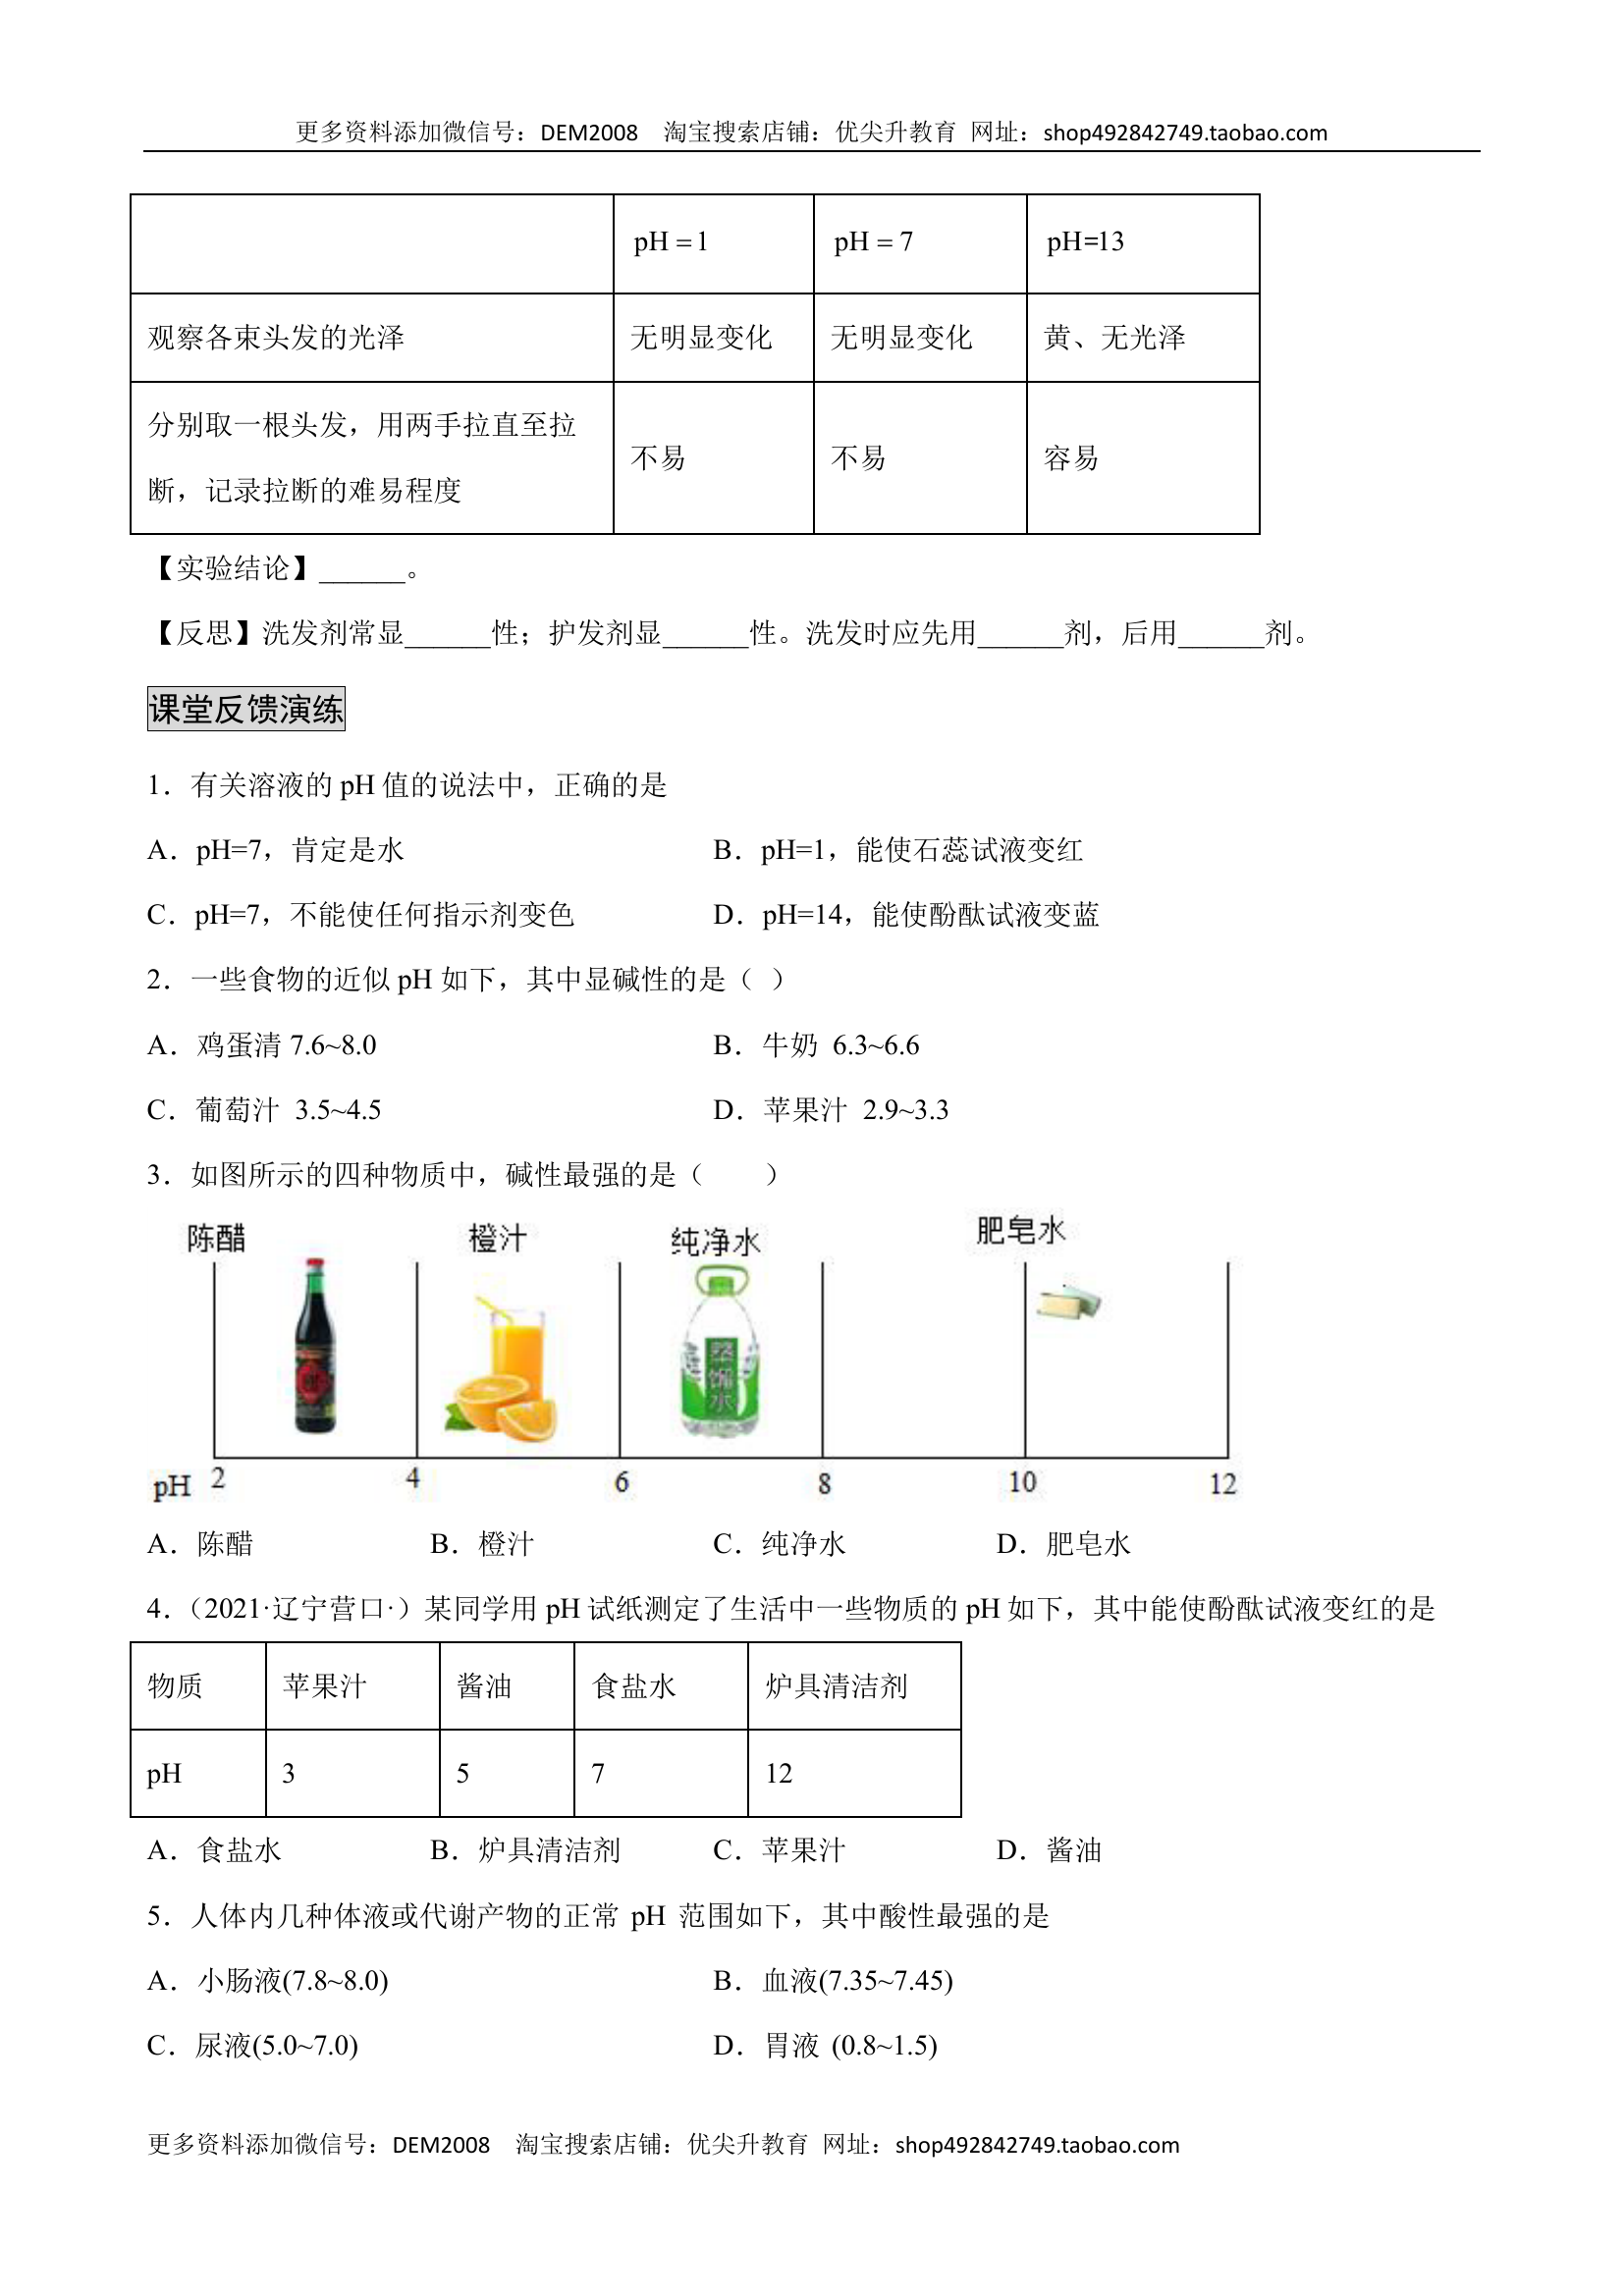 更多资料添加微信号：DEM2008 淘宝搜索店铺：优尖升教育 网址：shop492842749.taobao.com
pH = 1 pH = 7 pH=13
观察各束头发的光泽 无明显变化 无明显变化 黄、无光泽
分别取一根头发，用两手拉直至拉
断，记录拉断的难易程度 不易 不易 容易
【实验结论】______。
【反思】洗发剂常显______性；护发剂显______性。洗发时应先用______剂，后用______剂。
课堂反馈演练
1．有关溶液的 pH 值的说法中，正确的是
A．pH=7，肯定是水 B．pH=1，能使石蕊试液变红
C．pH=7，不能使任何指示剂变色 D．pH=14，能使酚酞试液变蓝
2．一些食物的近似 pH 如下，其中显碱性的是（ ）
A．鸡蛋清 7.6~8.0 B．牛奶 6.3~6.6
C．葡萄汁 3.5~4.5 D．苹果汁 2.9~3.3
3．如图所示的四种物质中，碱性最强的是（ ）
陈醋 橙汁 纯净水 肥皂水
蒸馏水
pH 2 4 6 8 10 12
A．陈醋 B．橙汁 C．纯净水 D．肥皂水
4．（2021·辽宁营口·）某同学用 pH 试纸测定了生活中一些物质的 pH 如下，其中能使酚酞试液变红的是
物质 苹果汁 酱油 食盐水 炉具清洁剂
pH 3 5 7 12
A．食盐水 B．炉具清洁剂 C．苹果汁 D．酱油
5．人体内几种体液或代谢产物的正常 pH 范围如下，其中酸性最强的是
A．小肠液(7.8~8.0) B．血液(7.35~7.45)
C．尿液(5.0~7.0) D．胃液 (0.8~1.5)
更多资料添加微信号：DEM2008 淘宝搜索店铺：优尖升教育 网址：shop492842749.taobao.com